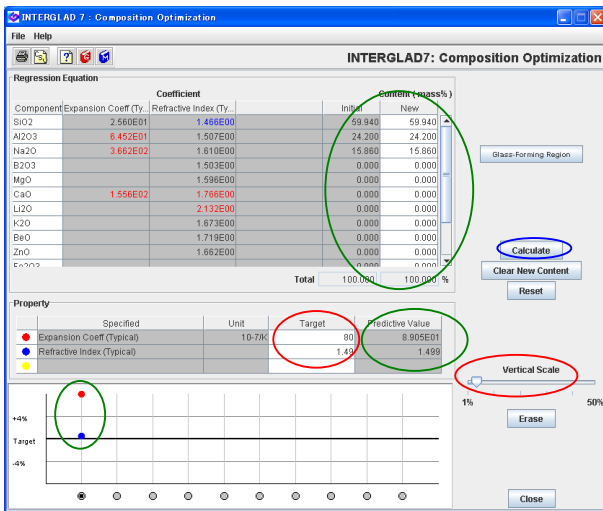 INTERGLAD 7 : Composition Optimization
File Help
INTERGLAD7: Composition Optimization
Regression Equation
Coefficient Content ( mass% )
Component Expansion Coeff (Ty... Refractive Index (Ty... Initial New
SiO2 2.560E01 1.466E00 59.940 59.940
Al2O3 6.452E01 1.507E00 24.200 24.200
Na2O 3.662E02 1.610E00 15.860 15.860
B2O3 1.503E00 0.000 0.000
MgO 1.596E00 0.000 0.000
CaO 1.556E02 1.766E00 0.000 0.000
Li2O 2.132E00 0.000 0.000
K2O 1.673E00 0.000 0.000
BeO 1.719E00 0.000 0.000
ZnO 1.662E00 0.000 0.000
Total 100.000 100.000 %
Glass-Forming Region
Calculate
Clear New Content
Reset
Property
Specified Unit Target Predictive Value
Expansion Coeff (Typical) 10-7/K 80 8.905E01
Refractive Index (Typical) 1.49 1.499
Vertical Scale
1% 50%
Erase
+4%
Target
-4%
Close